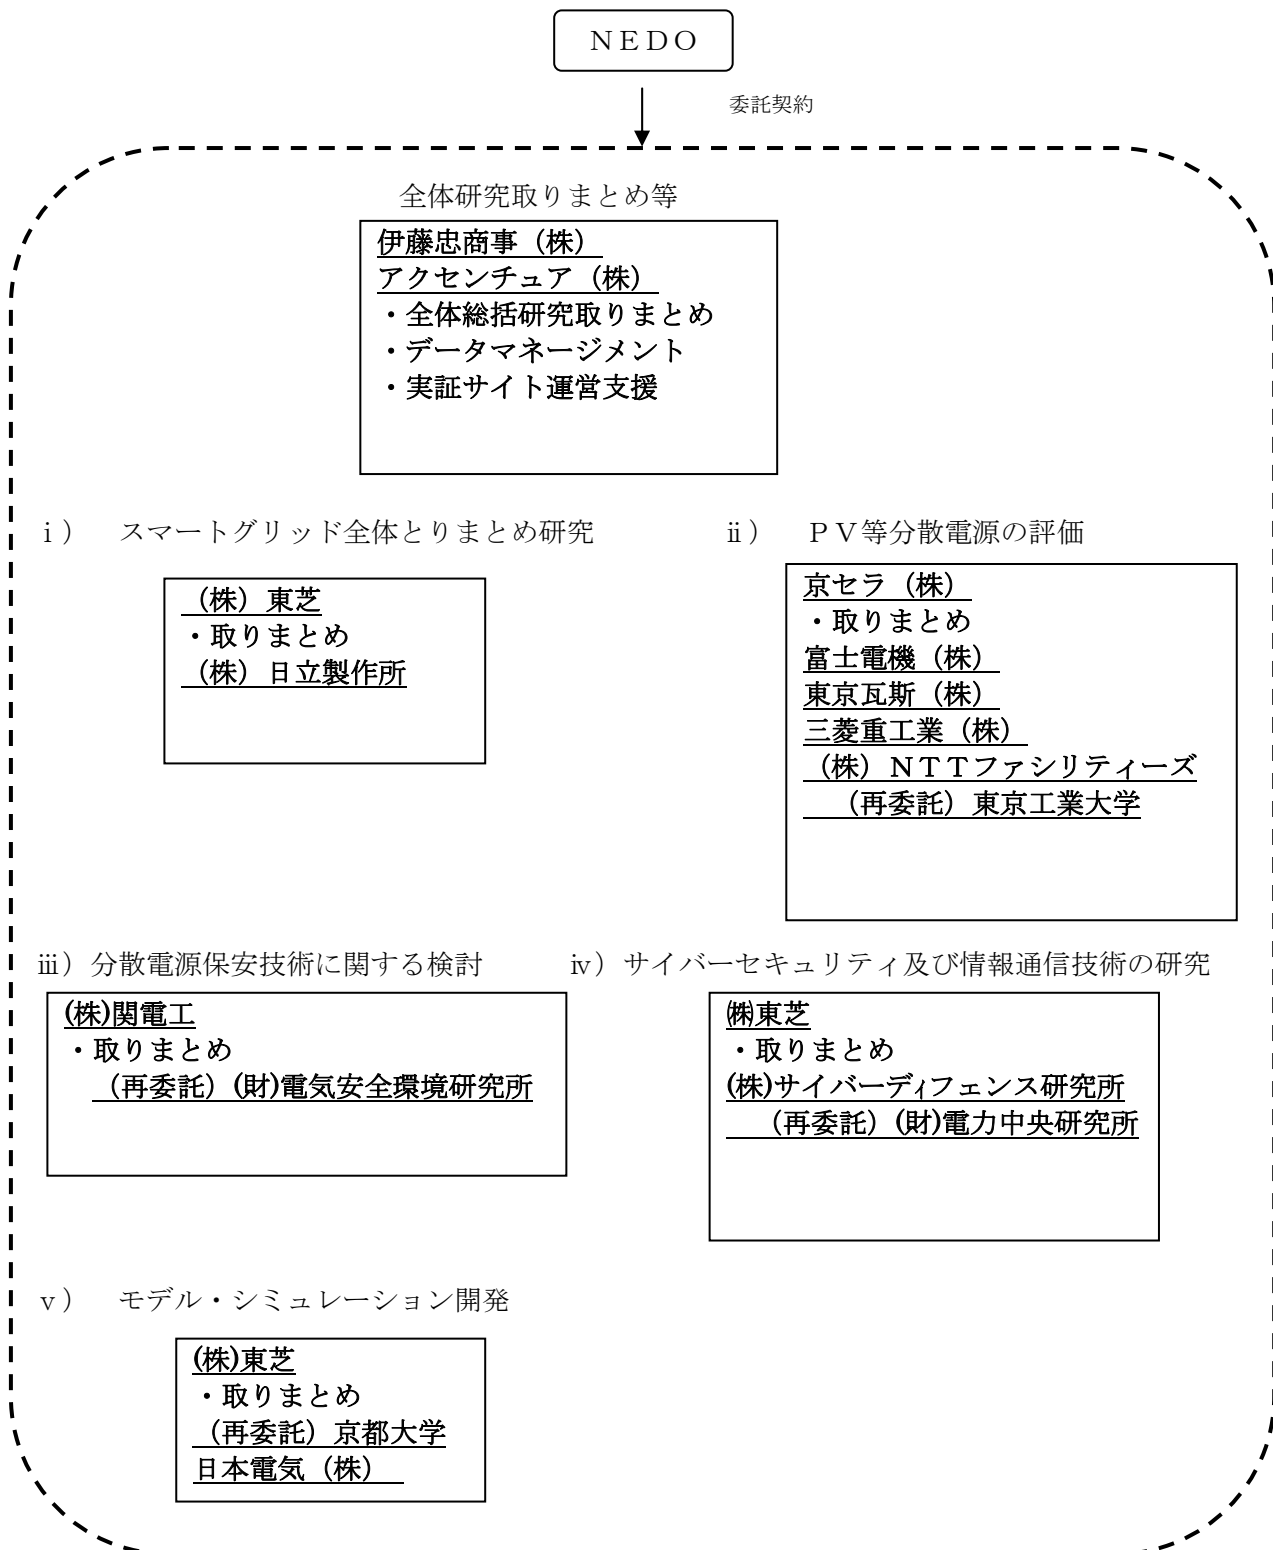 ＮＥＤＯ
委託契約
全体研究取りまとめ等
伊藤忠商事（株）
アクセンチュア（株）
・全体総括研究取りまとめ
・データマネージメント
・実証サイト運営支援
ⅰ）　スマートグリッド全体とりまとめ研究
（株）東芝
・取りまとめ
（株）日立製作所
ⅱ）　ＰＶ等分散電源の評価
京セラ（株）
・取りまとめ
富士電機（株）
東京瓦斯（株）
三菱重工業（株）
（株）ＮＴＴファシリティーズ
（再委託）東京工業大学
ⅲ）分散電源保安技術に関する検討
(株)関電工
・取りまとめ
（再委託）(財)電気安全環境研究所
ⅳ）サイバーセキュリティ及び情報通信技術の研究
㈱東芝
・取りまとめ
(株)サイバーディフェンス研究所
（再委託）(財)電力中央研究所
ⅴ）　モデル・シミュレーション開発
(株)東芝
・取りまとめ
（再委託）京都大学
日本電気（株）